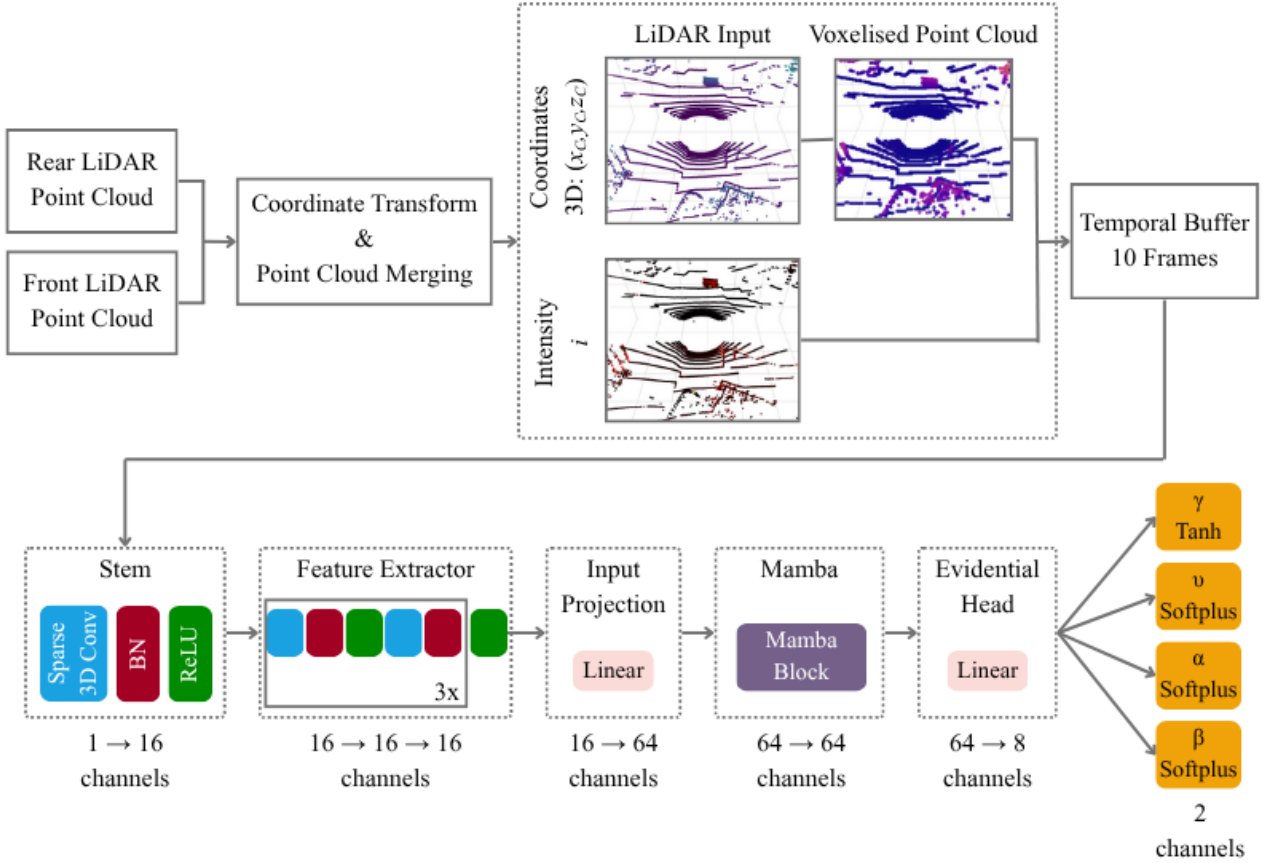 Rear LiDAR
Point Cloud
Front LiDAR
Point Cloud
Coordinate Transform
&
Point Cloud Merging
LiDAR Input
Voxelised Point Cloud
Coordinates
3D: (x_C,y_C,z_C)
Intensity
i
Temporal Buffer
10 Frames
Stem
Sparse
3D Conv
BN
ReLU
1 → 16
channels
Feature Extractor
3x
16 → 16 → 16
channels
Input
Projection
Linear
16 → 64
channels
Mamba
Mamba
Block
64 → 64
channels
Evidential
Head
Linear
64 → 8
channels
γ
Tanh
υ
Softplus
α
Softplus
β
Softplus
2
channels